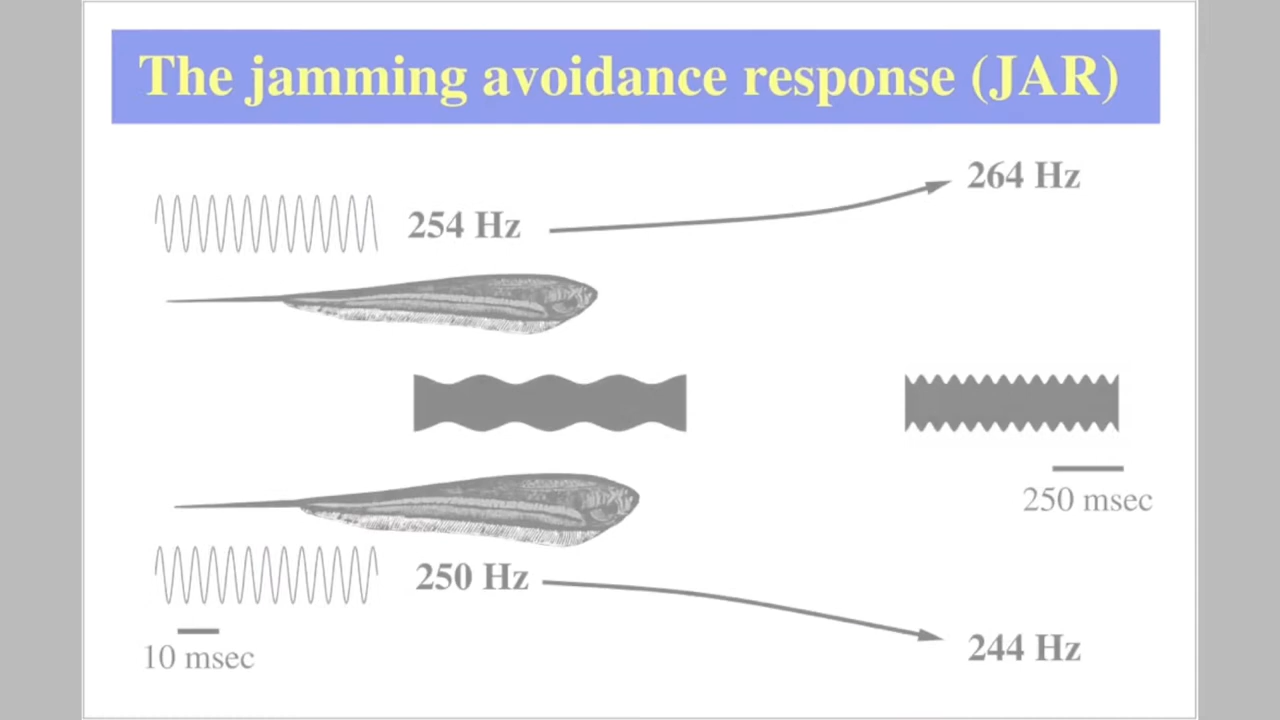 The jamming avoidance response (JAR)
264 Hz
254 Hz
250 msec
250 Hz
244 Hz
10 msec